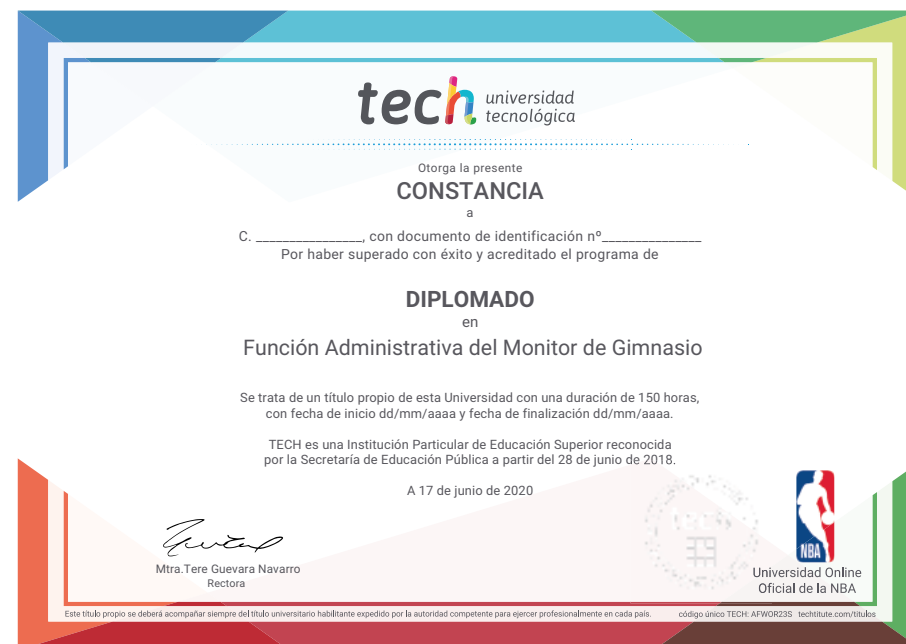 tech universidad
tecnológica
Otorga la presente
CONSTANCIA
a
C. ________________, con documento de identificación nº_______________
Por haber superado con éxito y acreditado el programa de
DIPLOMADO
en
Función Administrativa del Monitor de Gimnasio
Se trata de un título propio de esta Universidad con una duración de 150 horas,
con fecha de inicio dd/mm/aaaa y fecha de finalización dd/mm/aaaa.
TECH es una Institución Particular de Educación Superior reconocida
por la Secretaría de Educación Pública a partir del 28 de junio de 2018.
A 17 de junio de 2020
Mtra.Tere Guevara Navarro
Rectora
NBA
Universidad Online
Oficial de la NBA
Este título propio se deberá acompañar siempre del título universitario habilitante expedido por la autoridad competente para ejercer profesionalmente en cada país. código único TECH: AFWOR23S techtitute.com/titulos